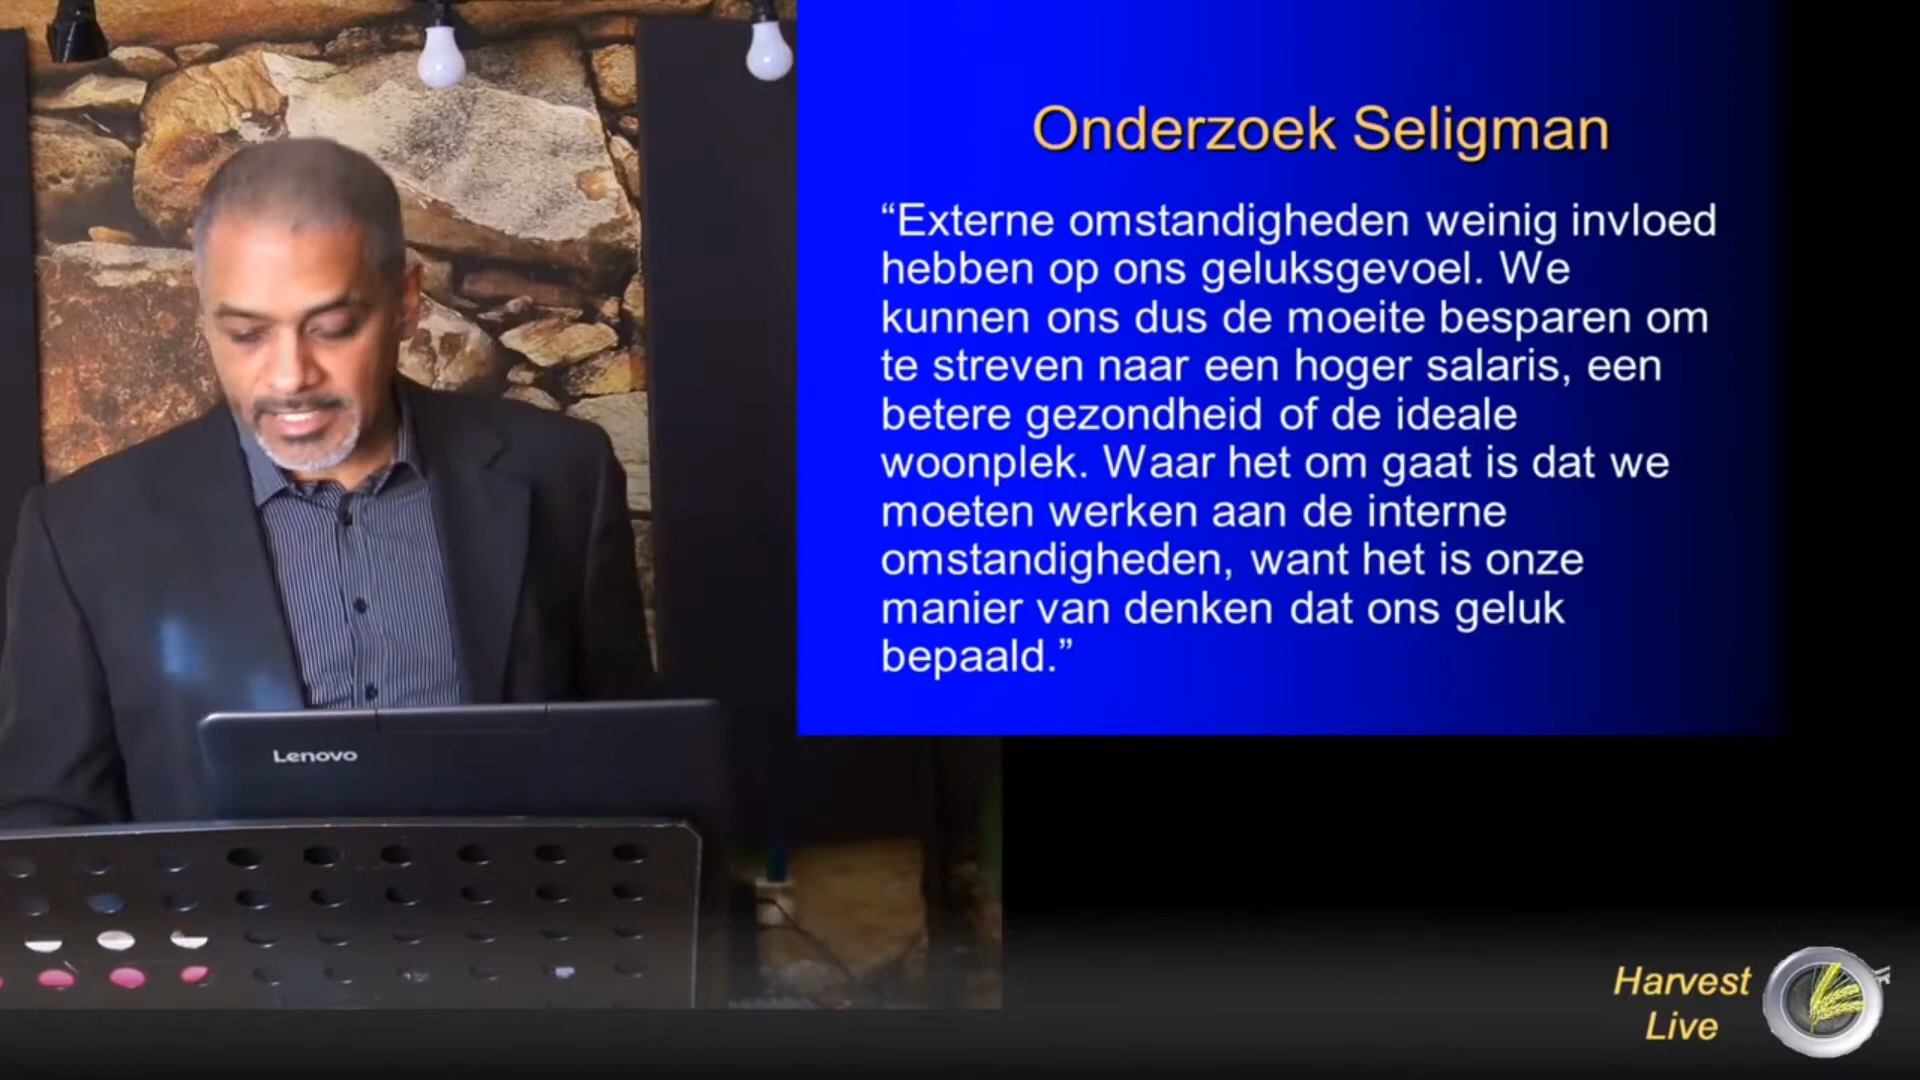 Onderzoek Seligman
“Externe omstandigheden weinig invloed
hebben op ons geluksgevoel. We
kunnen ons dus de moeite besparen om
te streven naar een hoger salaris, een
betere gezondheid of de ideale
woonplek. Waar het om gaat is dat we
moeten werken aan de interne
omstandigheden, want het is onze
manier van denken dat ons geluk
bepaald.”
Lenovo
Harvest
Live